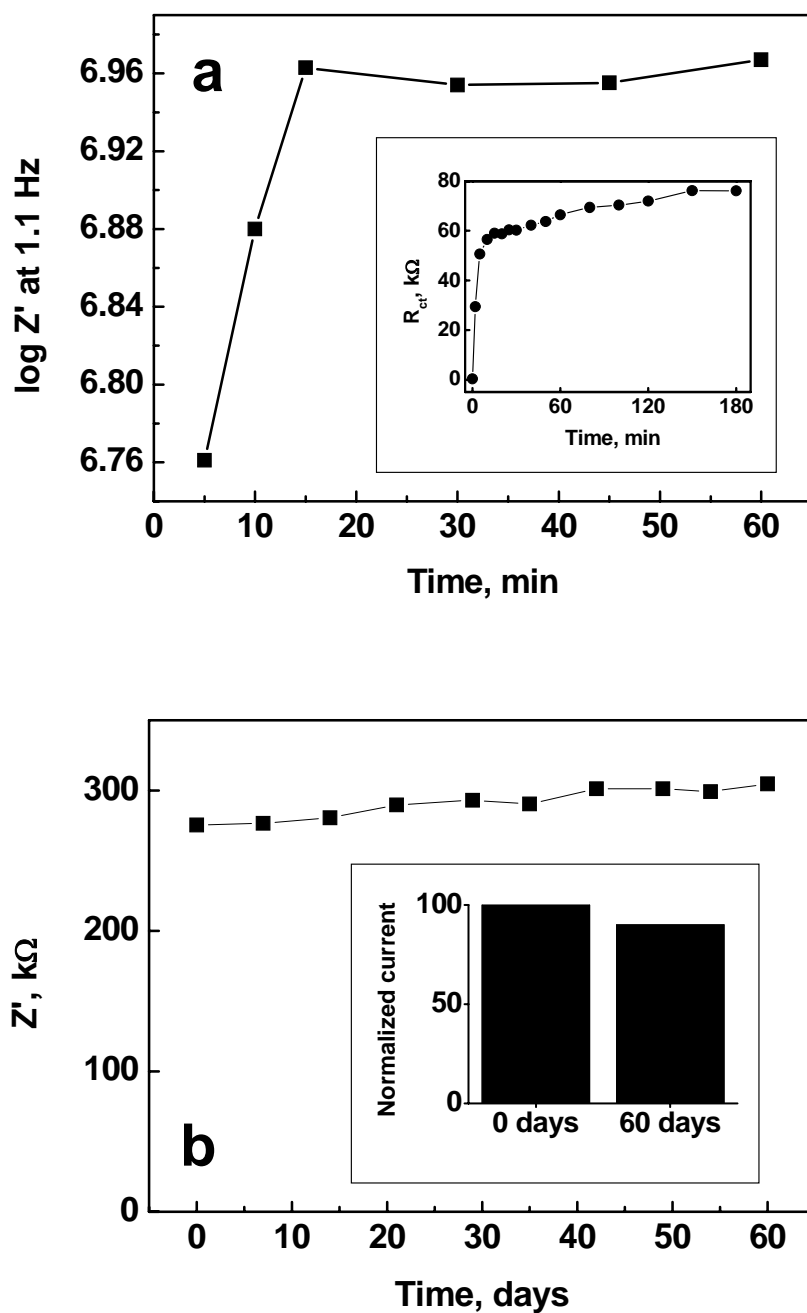 a
log Z' at 1.1 Hz
6.96
6.92
6.88
6.84
6.80
6.76
0 10 20 30 40 50 60
Time, min
R_ct, kΩ
80
60
40
20
0
0 60 120 180
Time, min
b
Z', kΩ
300
200
100
0
0 10 20 30 40 50 60
Time, days
Normalized current
100
50
0
0 days 60 days